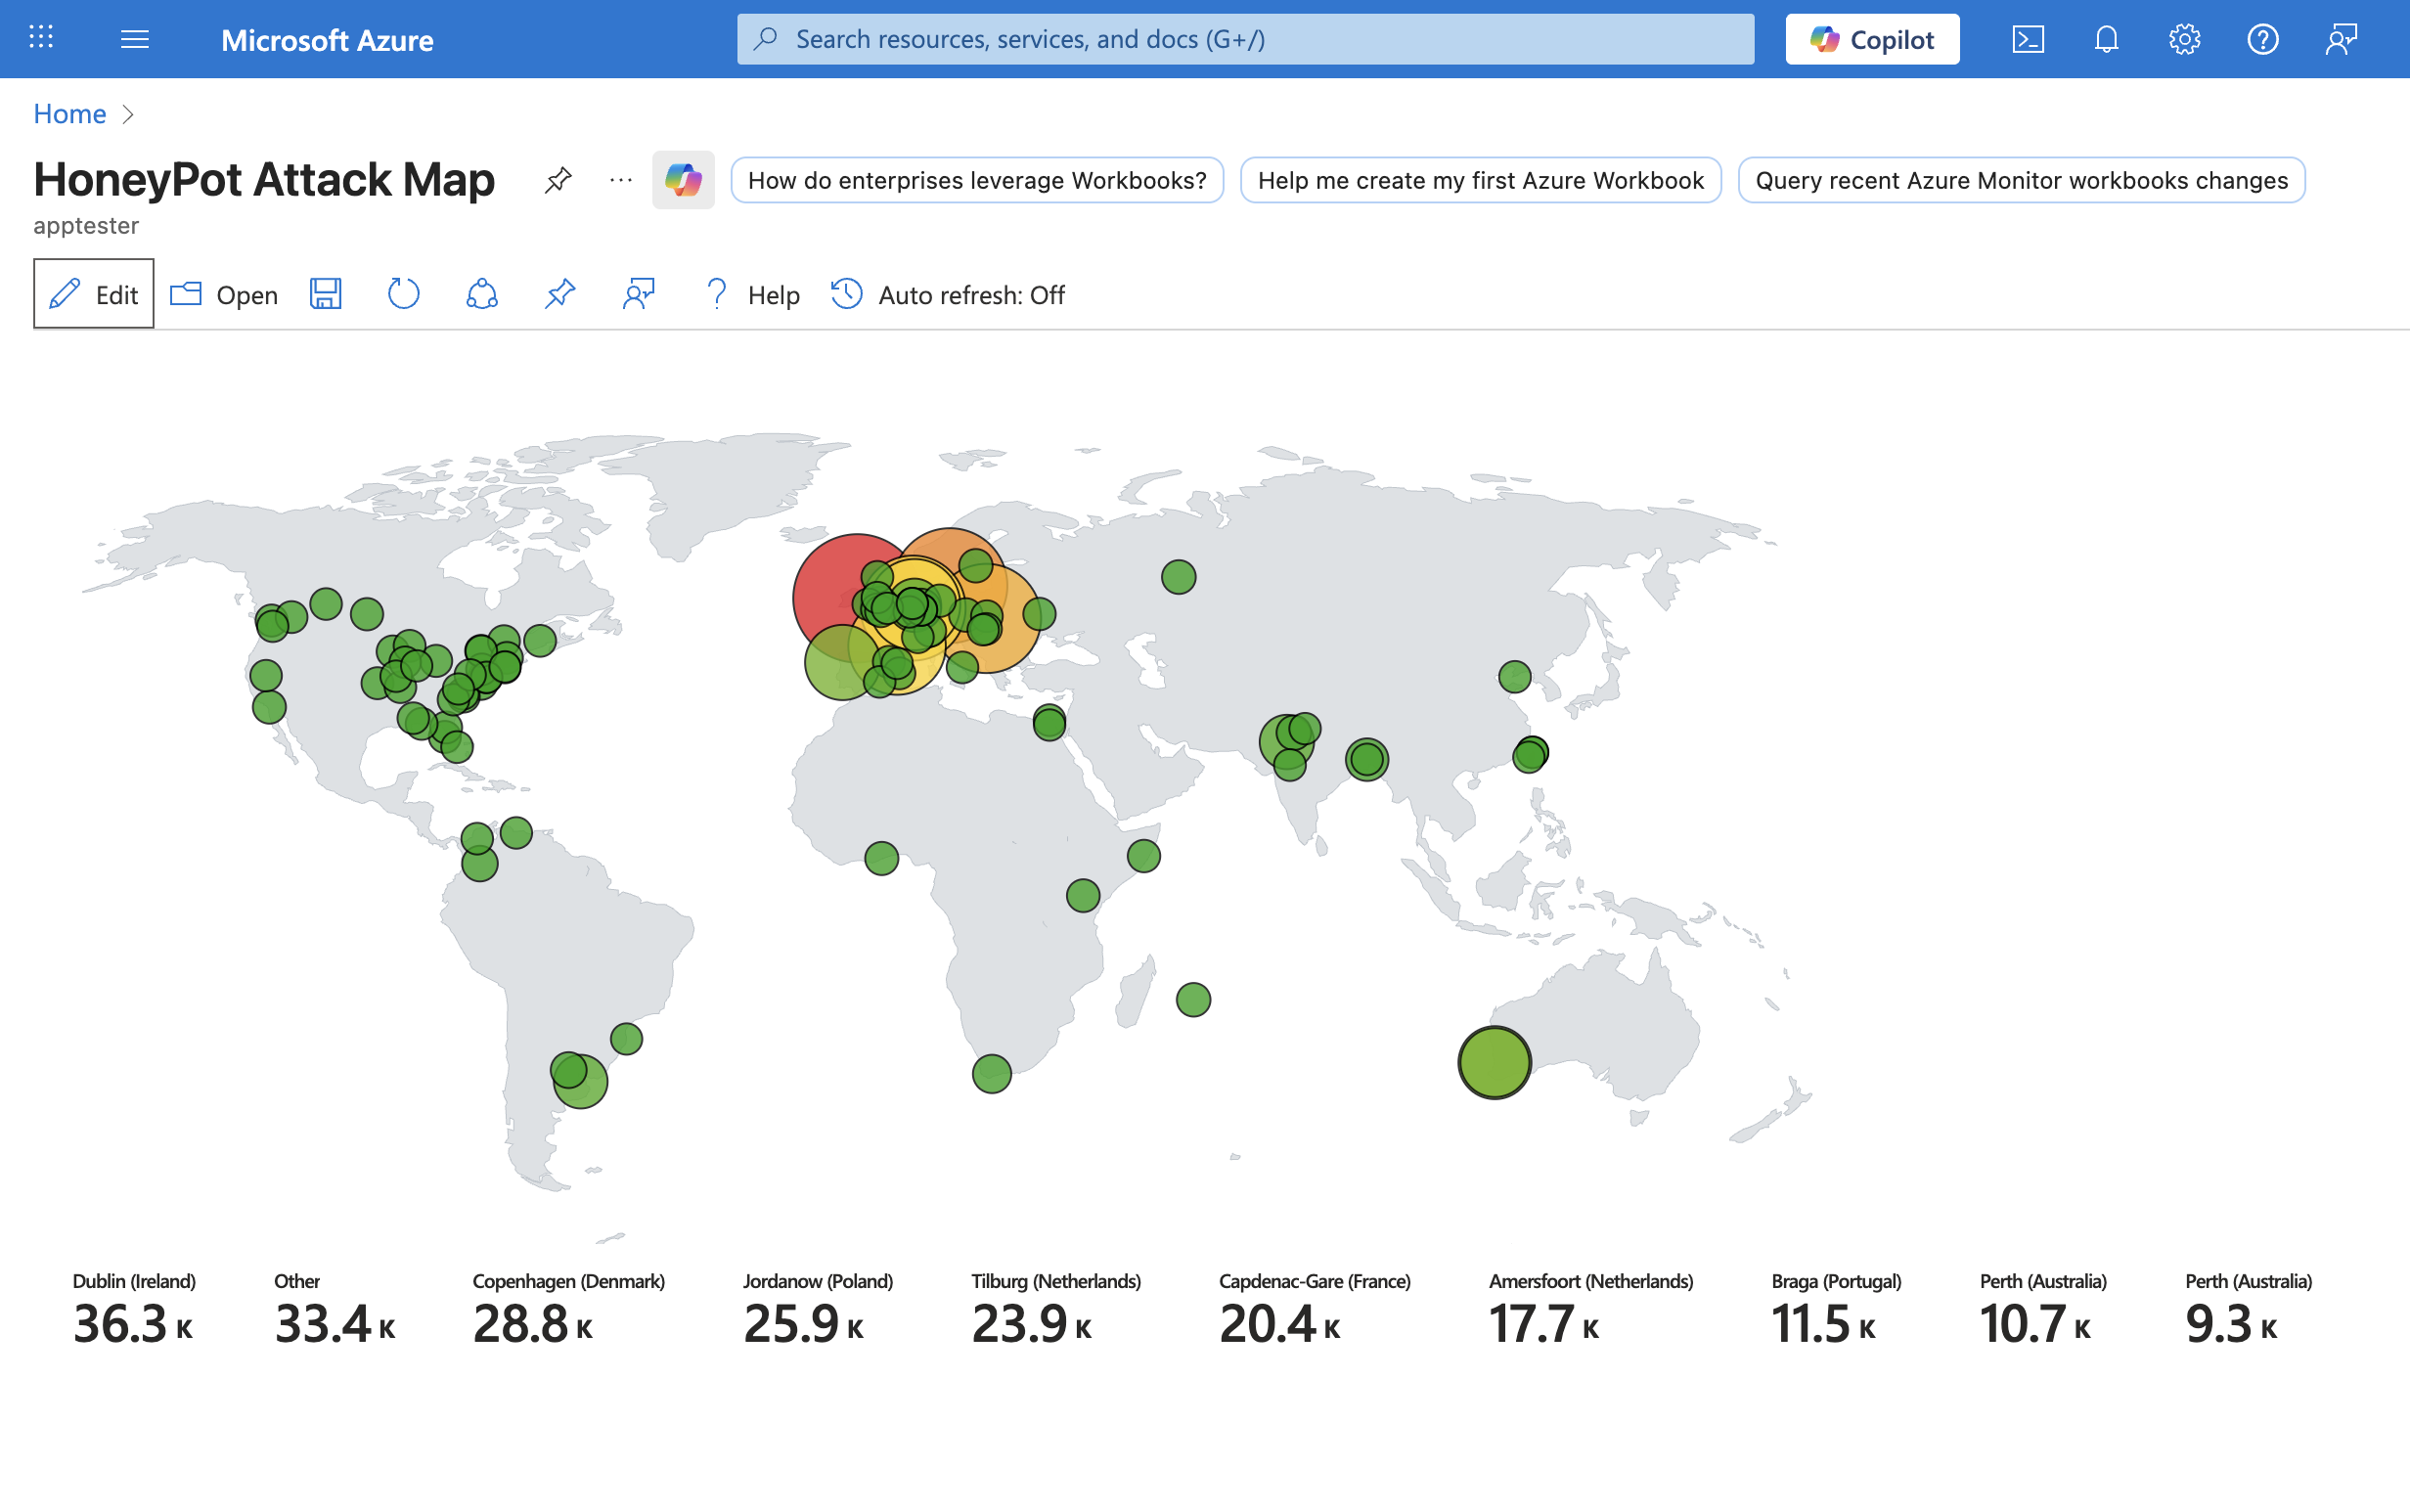 Microsoft Azure
Search resources, services, and docs (G+/)
Copilot
Home
HoneyPot Attack Map
How do enterprises leverage Workbooks?
Help me create my first Azure Workbook
Query recent Azure Monitor workbooks changes
apptester
Edit
Open
Help
Auto refresh: Off
Dublin (Ireland)
36.3 K
Other
33.4 K
Copenhagen (Denmark)
28.8 K
Jordanow (Poland)
25.9 K
Tilburg (Netherlands)
23.9 K
Capdenac-Gare (France)
20.4 K
Amersfoort (Netherlands)
17.7 K
Braga (Portugal)
11.5 K
Perth (Australia)
10.7 K
Perth (Australia)
9.3 K